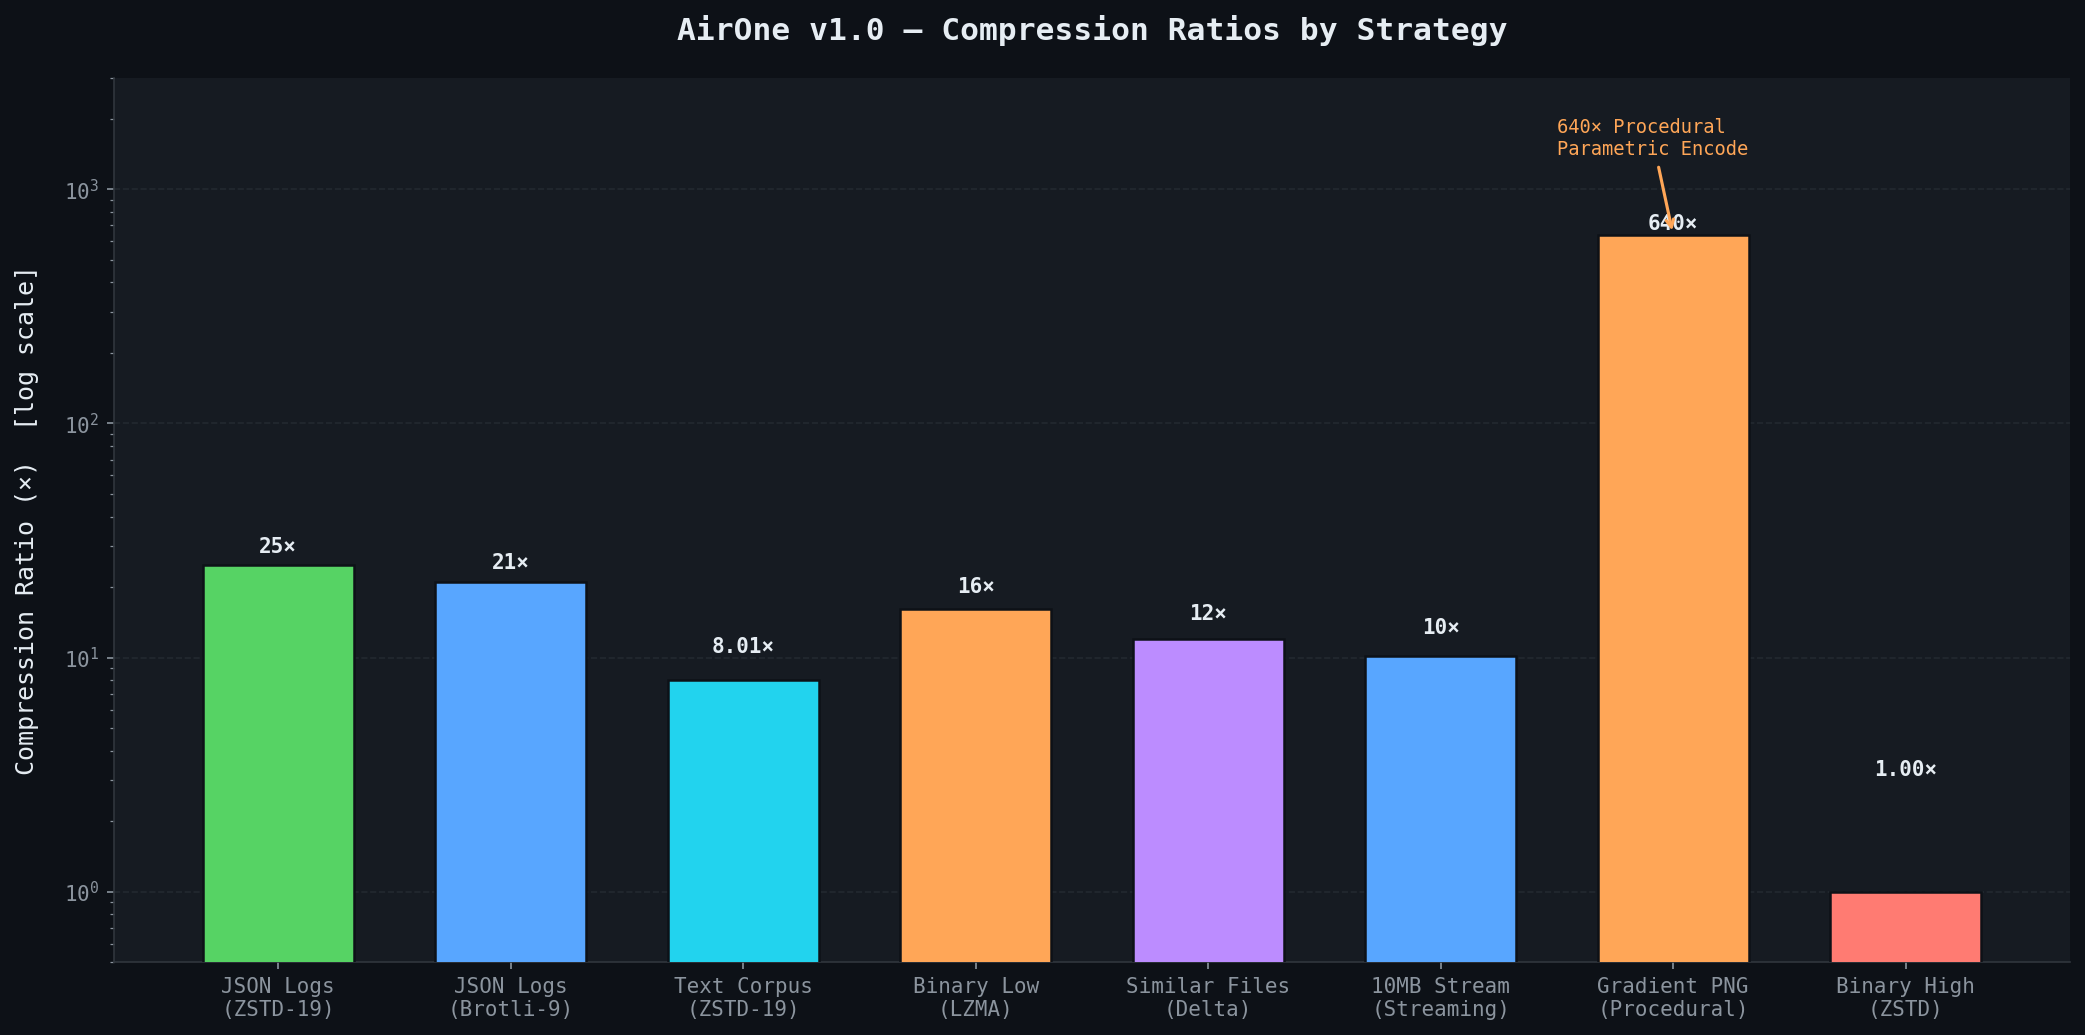 AirOne v1.0 — Compression Ratios by Strategy
Compression Ratio (×)  [log scale]
10³
10²
10¹
10⁰
640× Procedural
Parametric Encode
25×
21×
8.01×
16×
12×
10×
640×
1.00×
JSON Logs
(ZSTD-19)
JSON Logs
(Brotli-9)
Text Corpus
(ZSTD-19)
Binary Low
(LZMA)
Similar Files
(Delta)
10MB Stream
(Streaming)
Gradient PNG
(Procedural)
Binary High
(ZSTD)